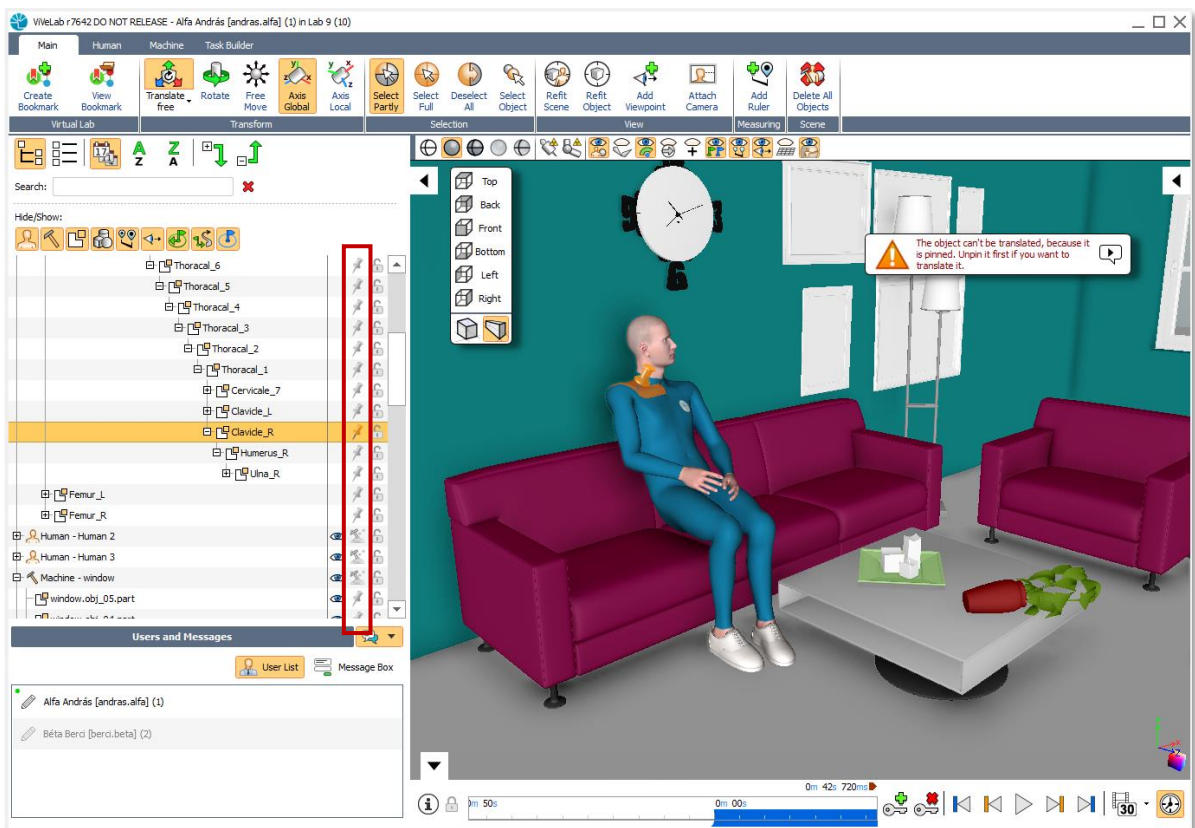 ViVeLab r7642 DO NOT RELEASE - Alfa András [andras.alfa] (1) in Lab 9 (10)
Main Human Machine Task Builder
Create Bookmark
View Bookmark
Translate free
Rotate
Free Move
Axis Global
Axis Local
Select Partly
Select Full
Deselect All
Select Object
Refit Scene
Refit Object
Add Viewpoint
Attach Camera
Add Ruler
Delete All Objects
Virtual Lab Transform Selection View Measuring Scene
17
A Z
Z A
Search:
Hide/Show:
Thoracal_6
Thoracal_5
Thoracal_4
Thoracal_3
Thoracal_2
Thoracal_1
Cervicale_7
Clavicle_L
Clavicle_R
Humerus_R
Ulna_R
Femur_L
Femur_R
Human - Human 2
Human - Human 3
Machine - window
window.obj_05.part
Users and Messages
User List Message Box
Alfa András [andras.alfa] (1)
Béta Berci [berci.beta] (2)
Top
Back
Front
Bottom
Left
Right
9 3
6
The object can't be translated, because it
is pinned. Unpin it first if you want to
translate it.
0m 42s 720ms
0m 50s 0m 00s
30